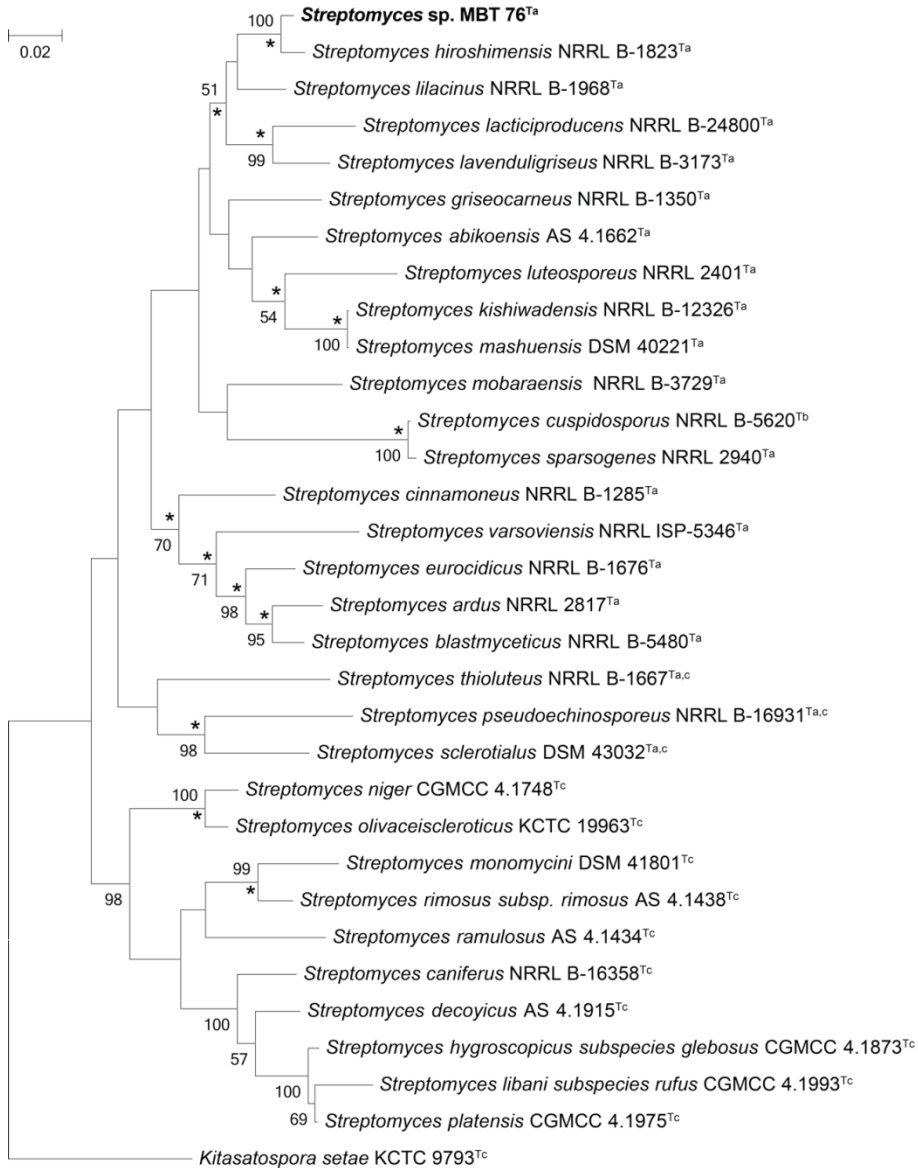 100
Streptomyces sp. MBT 76Ta
*
0.02
Streptomyces hiroshimensis NRRL B-1823Ta
51
Streptomyces lilacinus NRRL B-1968Ta
*
*
Streptomyces lacticiproducens NRRL B-24800Ta
99
Streptomyces lavenduligriseus NRRL B-3173Ta
Streptomyces griseocarneus NRRL B-1350Ta
Streptomyces abikoensis AS 4.1662Ta
*
Streptomyces luteosporeus NRRL 2401Ta
54
*
Streptomyces kishiwadensis NRRL B-12326Ta
100
Streptomyces mashuensis DSM 40221Ta
Streptomyces mobaraensis NRRL B-3729Ta
*
Streptomyces cuspidosporus NRRL B-5620Tb
100
Streptomyces sparsogenes NRRL 2940Ta
*
Streptomyces cinnamoneus NRRL B-1285Ta
70
*
Streptomyces varsoviensis NRRL ISP-5346Ta
71
*
Streptomyces eurocidicus NRRL B-1676Ta
98
*
Streptomyces ardus NRRL 2817Ta
95
Streptomyces blastmyceticus NRRL B-5480Ta
Streptomyces thioluteus NRRL B-1667Ta,c
*
Streptomyces pseudoechinosporeus NRRL B-16931Ta,c
98
Streptomyces sclerotialus DSM 43032Ta,c
100
Streptomyces niger CGMCC 4.1748Tc
*
Streptomyces olivaceiscleroticus KCTC 19963Tc
99
Streptomyces monomycini DSM 41801Tc
98
*
Streptomyces rimosus subsp. rimosus AS 4.1438Tc
Streptomyces ramulosus AS 4.1434Tc
Streptomyces caniferus NRRL B-16358Tc
100
Streptomyces decoyicus AS 4.1915Tc
57
Streptomyces hygroscopicus subspecies glebosus CGMCC 4.1873Tc
100
Streptomyces libani subspecies rufus CGMCC 4.1993Tc
69
Streptomyces platensis CGMCC 4.1975Tc
Kitasatospora setae KCTC 9793Tc